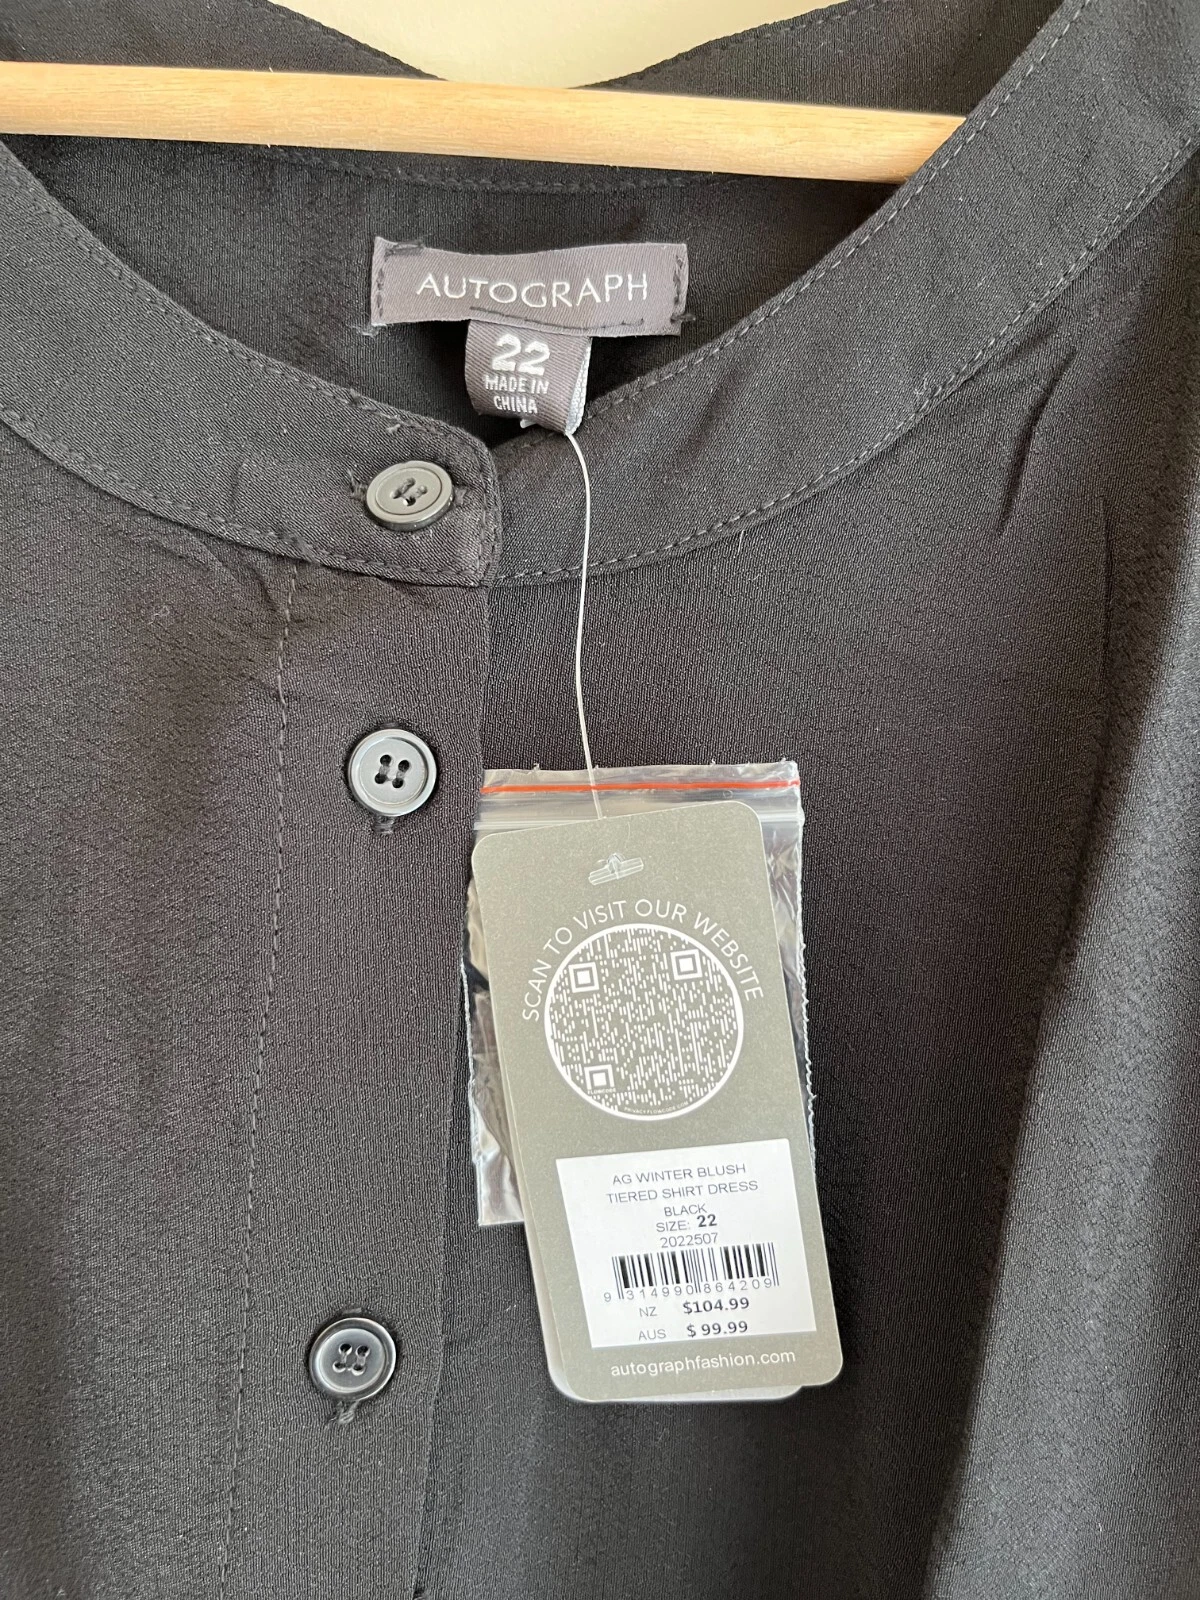 AUTOGRAPH
22
MADE IN
CHINA
SCAN TO VISIT OUR WEBSITE
AG WINTER BLUSH
TIERED SHIRT DRESS
BLACK
SIZE: 22
2022507
9 314990 864209
NZ $104.99
AUS $ 99.99
autographfashion.com